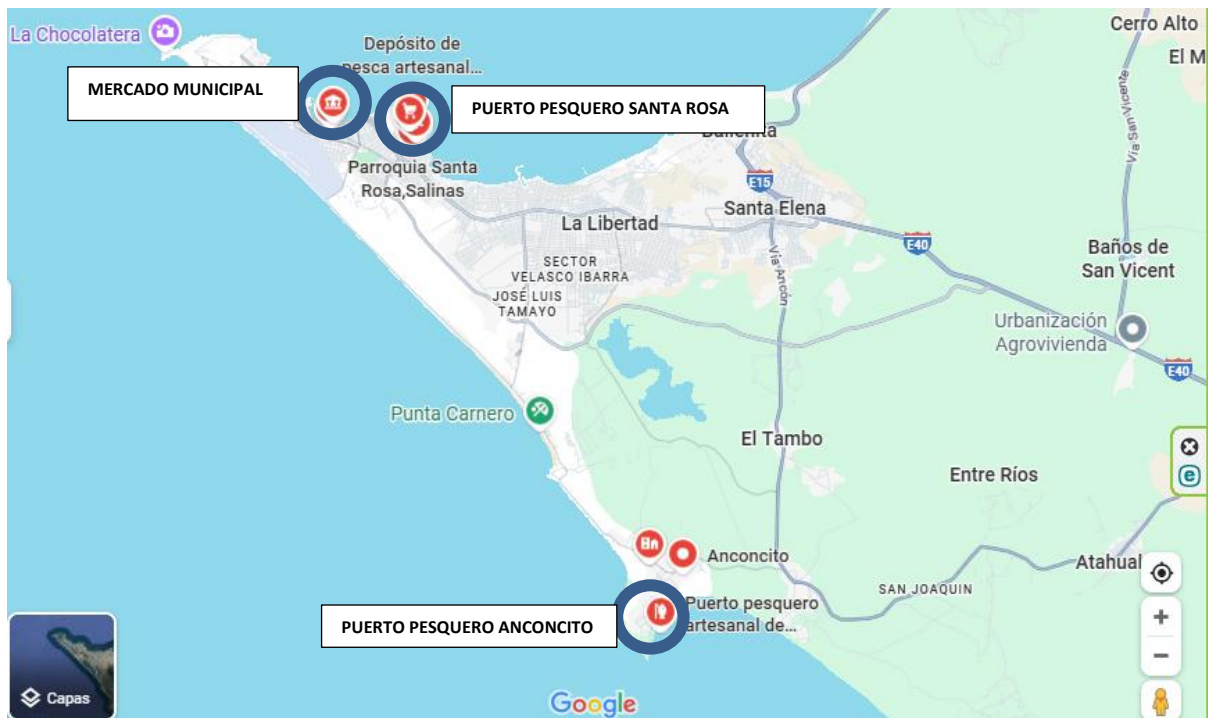 La Chocolatera
Cerro Alto
El M
Depósito de
pesca artesanal...
MERCADO MUNICIPAL
PUERTO PESQUERO SANTA ROSA
Ballenita
Vía San Vicente
Parroquia Santa
Rosa,Salinas
E15
Santa Elena
La Libertad
E40
Baños de
San Vicent
SECTOR
VELASCO IBARRA
Vía Ancón
JOSÉ LUIS
TAMAYO
Urbanización
Agrovivienda
E40
Punta Carnero
El Tambo
Entre Ríos
Anconcito
Atahual
SAN JOAQUIN
Puerto pesquero
artesanal de...
PUERTO PESQUERO ANCONCITO
Capas
Google